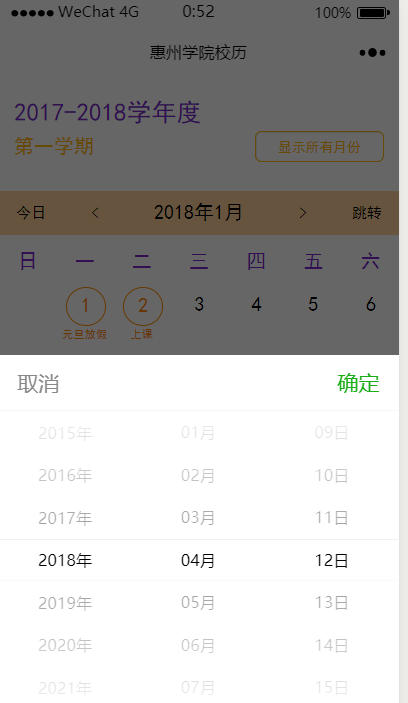 WeChat 4G 0:52 100%
惠州学院校历
2017-2018学年度
第一学期 显示所有月份
今日 < 2018年1月 > 跳转
日 一 二 三 四 五 六
1 2 3 4 5 6
元旦放假 上课
取消 确定
2015年 01月 09日
2016年 02月 10日
2017年 03月 11日
2018年 04月 12日
2019年 05月 13日
2020年 06月 14日
2021年 07月 15日